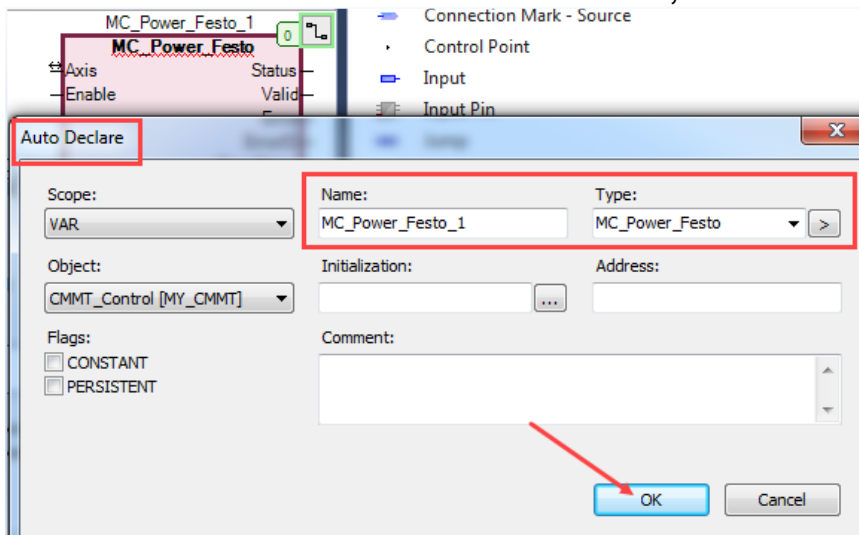 MC_Power_Festo_1
MC_Power_Festo
0
Axis Status
Enable Valid
Connection Mark - Source
Control Point
Input
Input Pin
Auto Declare
Scope: Name: Type:
VAR MC_Power_Festo_1 MC_Power_Festo >
Object: Initialization: Address:
CMMT_Control [MY_CMMT] ...
Flags: Comment:
CONSTANT
PERSISTENT
OK Cancel